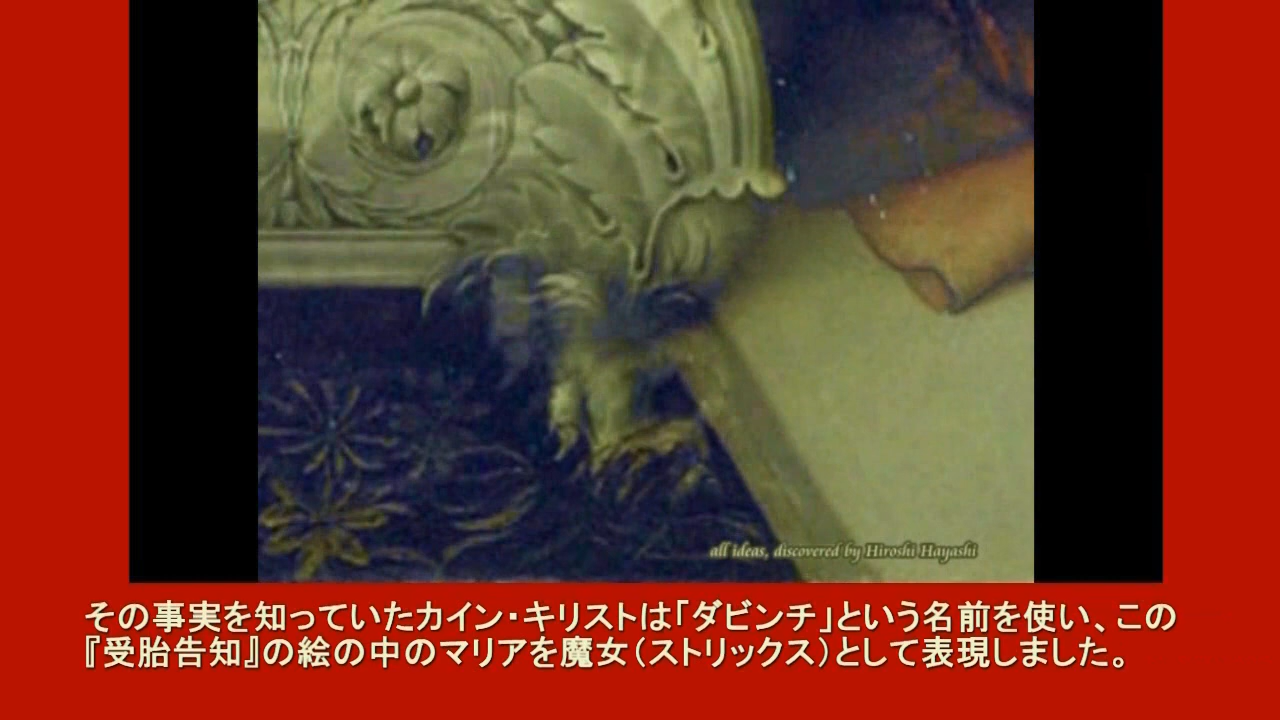 all ideas, discovered by Hiroshi Hayashi
その事実を知っていたカイン・キリストは「ダビンチ」という名前を使い、この
『受胎告知』の絵の中のマリアを魔女（ストリックス）として表現しました。